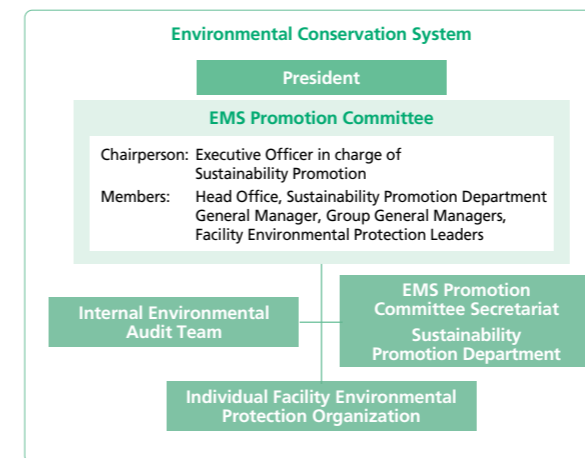 Environmental Conservation System
President
EMS Promotion Committee
Chairperson: Executive Officer in charge of
Sustainability Promotion
Members: Head Office, Sustainability Promotion Department
General Manager, Group General Managers,
Facility Environmental Protection Leaders
Internal Environmental
Audit Team
EMS Promotion
Committee Secretariat
Sustainability
Promotion Department
Individual Facility Environmental
Protection Organization